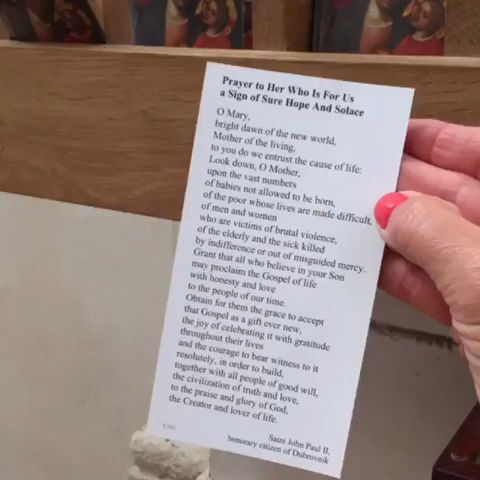 Prayer to Her Who Is For Us
a Sign of Sure Hope And Solace
O Mary,
bright dawn of the new world,
Mother of the living,
to you do we entrust the cause of life:
Look down, O Mother,
upon the vast numbers
of babies not allowed to be born,
of the poor whose lives are made difficult,
of men and women
who are victims of brutal violence,
of the elderly and the sick killed
by indifference or out of misguided mercy.
Grant that all who believe in your Son
may proclaim the Gospel of life
with honesty and love
to the people of our time.
Obtain for them the grace to accept
that Gospel as a gift ever new,
the joy of celebrating it with gratitude
throughout their lives
and the courage to bear witness to it
resolutely, in order to build,
together with all people of good will,
the civilization of truth and love,
to the praise and glory of God,
the Creator and lover of life.
Saint John Paul II,
honorary citizen of Dubrovnik